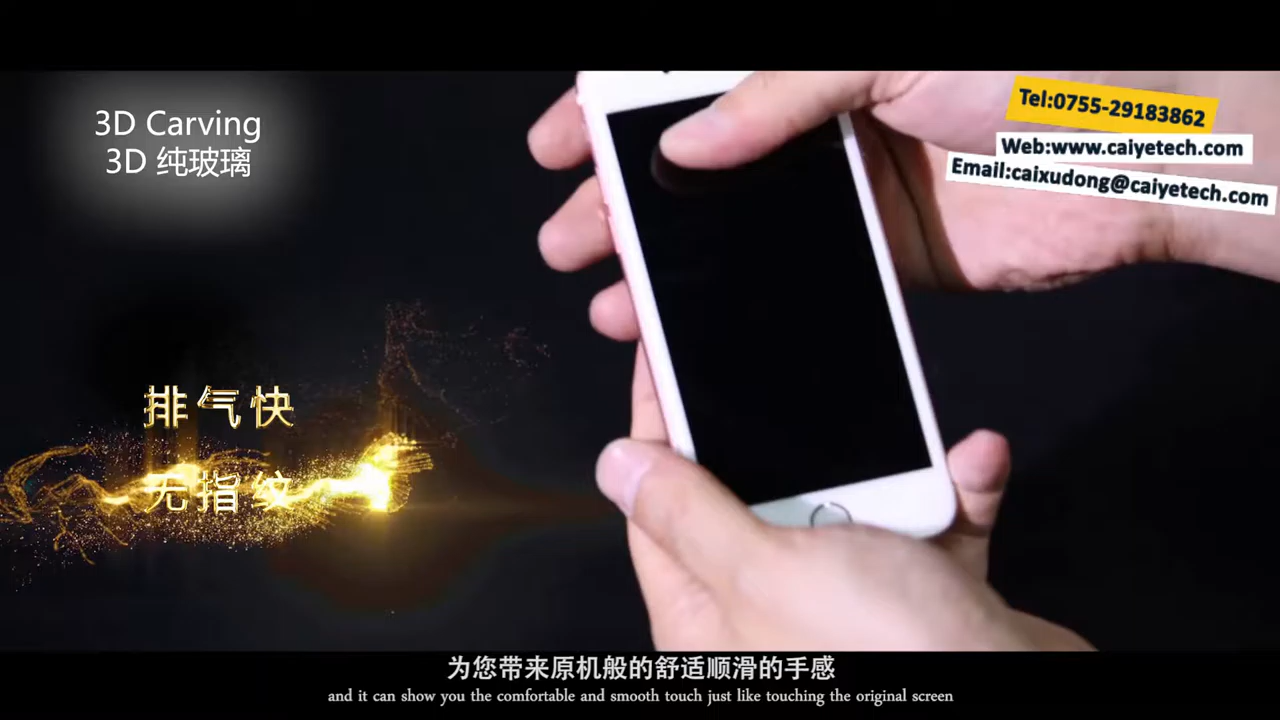 3D Carving
3D 纯玻璃
Tel:0755-29183862
Web:www.caiyetech.com
Email:caixudong@caiyetech.com
排气快
无指纹
为您带来原机般的舒适顺滑的手感
and it can show you the comfortable and smooth touch just like touching the original screen